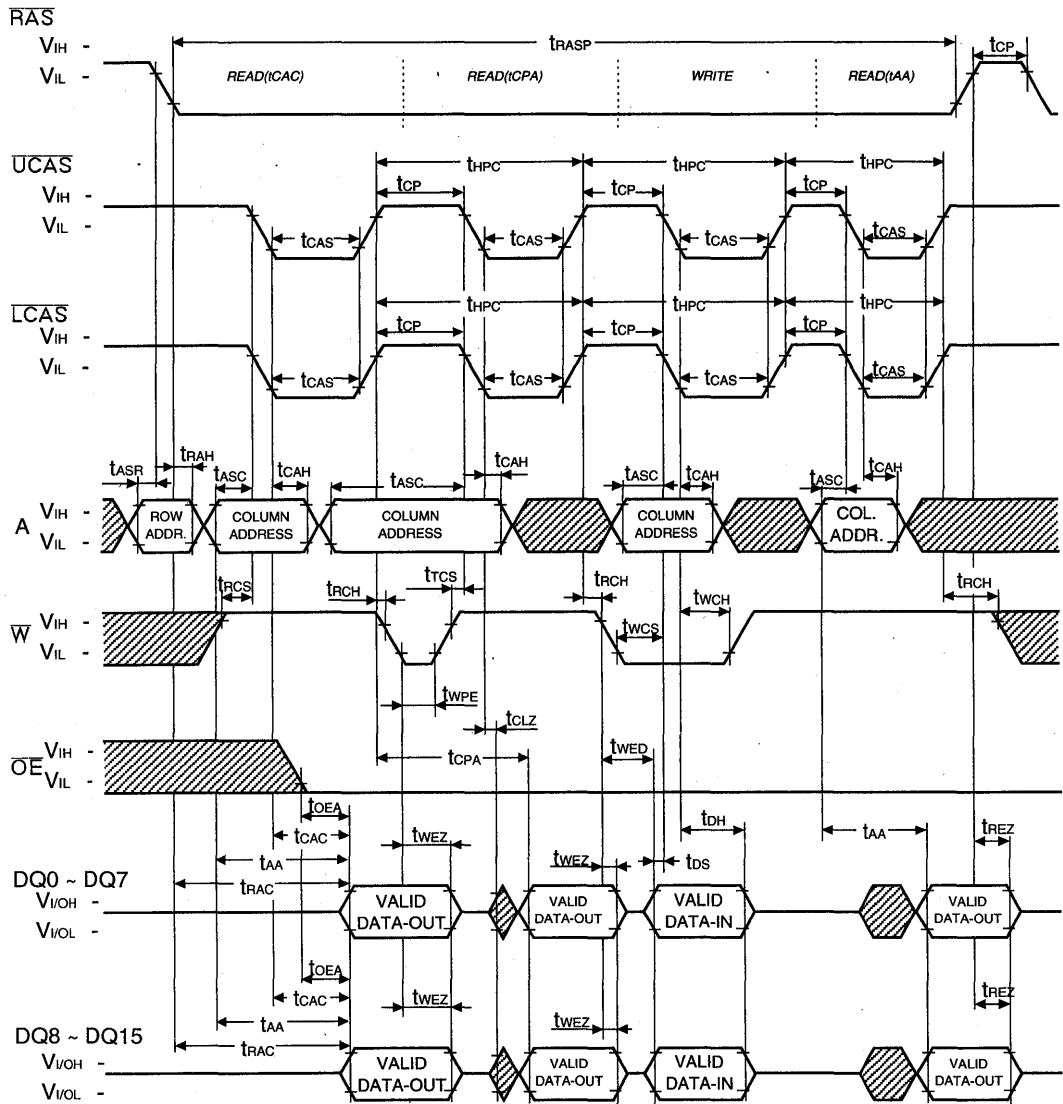 RAS
VIH -
tRASP
tCP
VIL -
READ(tCAC) READ(tCPA) WRITE READ(tAA)
UCAS
tHPC tHPC tHPC
VIH -
tCP tCP tCP
VIL -
tCAS tCAS tCAS tCAS
LCAS
tHPC tHPC tHPC
VIH -
tCP tCP tCP
VIL -
tCAS tCAS tCAS tCAS
tASR tRAH tASC tCAH tASC tCAH tASC tCAH tASC tCAH
A
VIH -
VIL -
ROW ADDR.
COLUMN ADDRESS
COLUMN ADDRESS
COLUMN ADDRESS
COL. ADDR.
tRCS tRCH tTCS tRCH tWCH tRCH
W
VIH -
VIL -
tWCS
tWPE
tCLZ
OE
VIH -
VIL -
tCPA tWED
tOEA
tCAC tWEZ tDH tAA tREZ
tAA tWEZ tDS
tRAC
DQ0 ~ DQ7
VI/OH -
VI/OL -
VALID DATA-OUT
VALID DATA-OUT
VALID DATA-IN
VALID DATA-OUT
tOEA
tCAC tWEZ tREZ
tAA tWEZ
tRAC
DQ8 ~ DQ15
VI/OH -
VI/OL -
VALID DATA-OUT
VALID DATA-OUT
VALID DATA-IN
VALID DATA-OUT